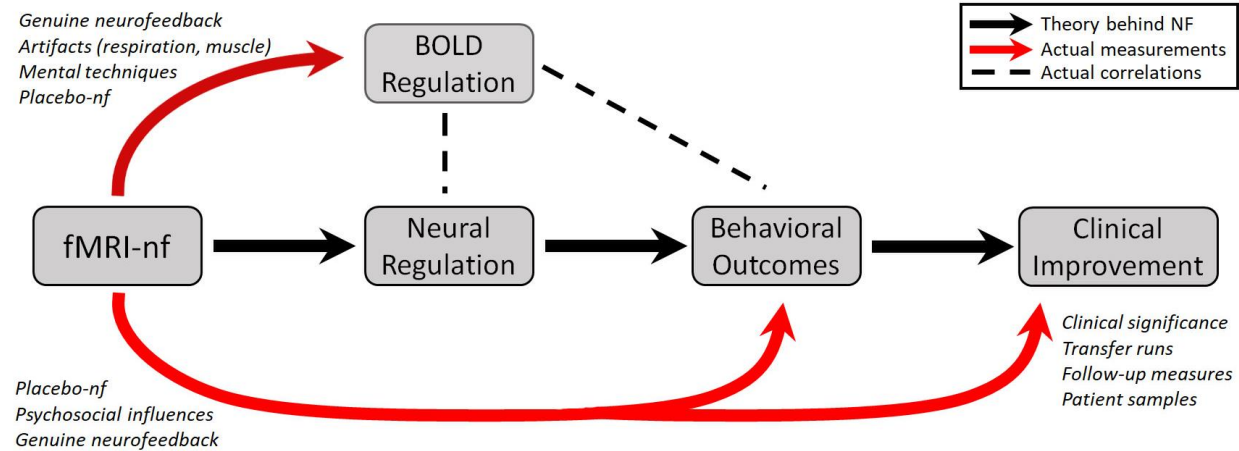 Genuine neurofeedback
Artifacts (respiration, muscle)
Mental techniques
Placebo-nf
BOLD
Regulation
Theory behind NF
Actual measurements
Actual correlations
fMRI-nf
Neural
Regulation
Behavioral
Outcomes
Clinical
Improvement
Placebo-nf
Psychosocial influences
Genuine neurofeedback
Clinical significance
Transfer runs
Follow-up measures
Patient samples